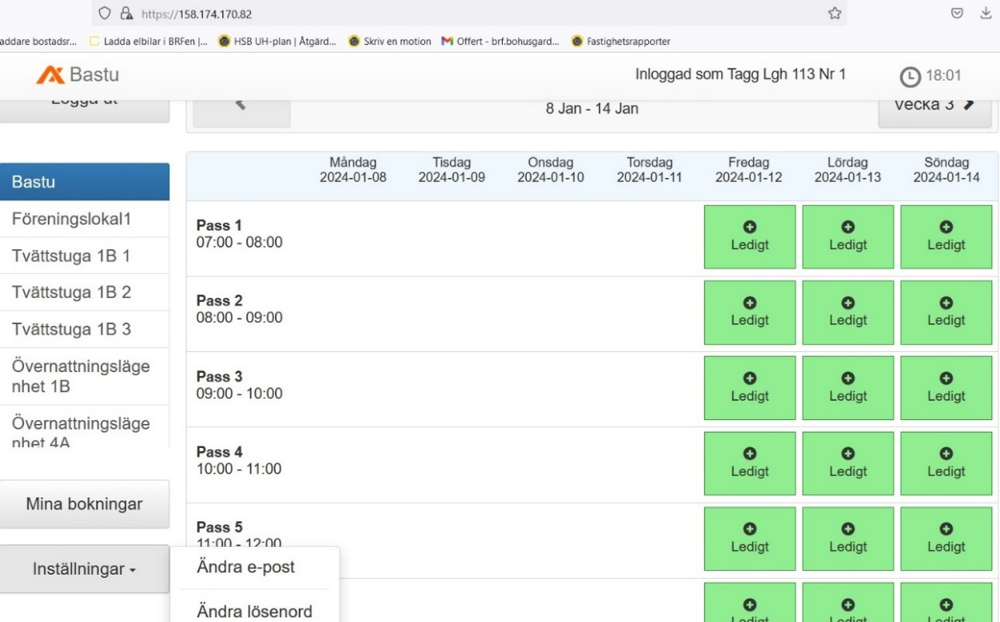 https://158.174.170.82
addare bostadsr... Ladda elbilar i BRFen |... HSB UH-plan | Åtgärd... Skriv en motion Offert - brf.bohusgard... Fastighetsrapporter
Bastu Inloggad som Tagg Lgh 113 Nr 1 18:01
Logga ut 8 Jan - 14 Jan Vecka 3
Måndag Tisdag Onsdag Torsdag Fredag Lördag Söndag
2024-01-08 2024-01-09 2024-01-10 2024-01-11 2024-01-12 2024-01-13 2024-01-14
Bastu
Föreningslokal1
Tvättstuga 1B 1
Tvättstuga 1B 2
Tvättstuga 1B 3
Övernattningsläge
nhet 1B
Övernattningsläge
nhet 4A
Mina bokningar
Inställningar
Ändra e-post
Ändra lösenord
Pass 1
07:00 - 08:00
Ledigt Ledigt Ledigt
Pass 2
08:00 - 09:00
Ledigt Ledigt Ledigt
Pass 3
09:00 - 10:00
Ledigt Ledigt Ledigt
Pass 4
10:00 - 11:00
Ledigt Ledigt Ledigt
Pass 5
11:00 - 12:00
Ledigt Ledigt Ledigt
Ledigt Ledigt Ledigt